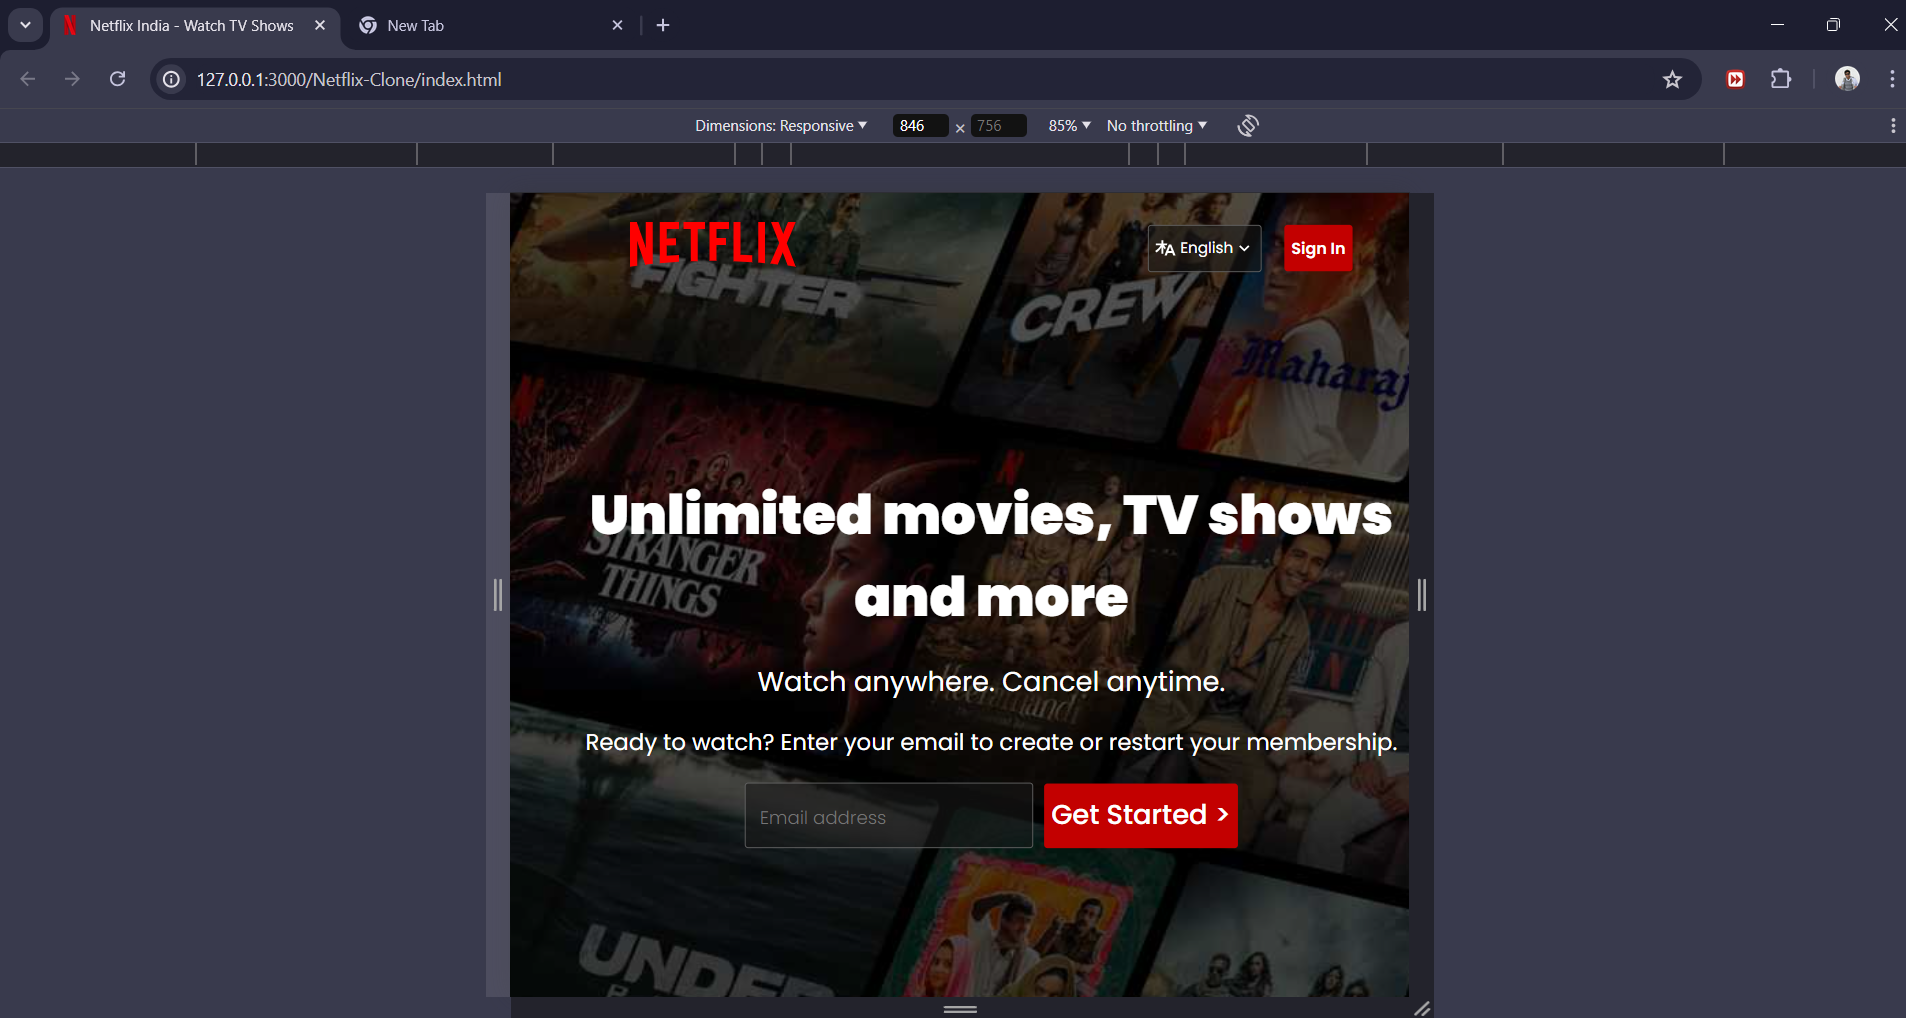 Netflix India - Watch TV Shows
New Tab
127.0.0.1:3000/Netflix-Clone/index.html
Dimensions: Responsive
846 × 756
85%
No throttling
NETFLIX
English
Sign In
FIGHTER
CREW
Maharaj
Unlimited movies, TV shows
and more
STRANGER
THINGS
Watch anywhere. Cancel anytime.
Heeramandi
Ready to watch? Enter your email to create or restart your membership.
Email address
Get Started >
UNDER